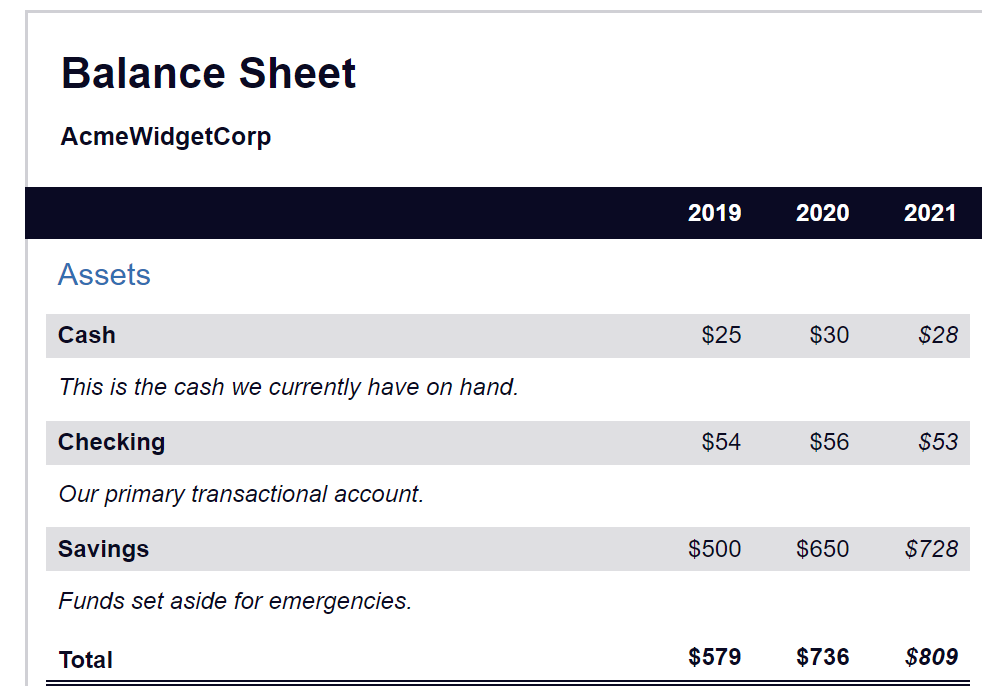 Balance Sheet
AcmeWidgetCorp
2019 2020 2021
Assets
Cash $25 $30 $28
This is the cash we currently have on hand.
Checking $54 $56 $53
Our primary transactional account.
Savings $500 $650 $728
Funds set aside for emergencies.
Total $579 $736 $809